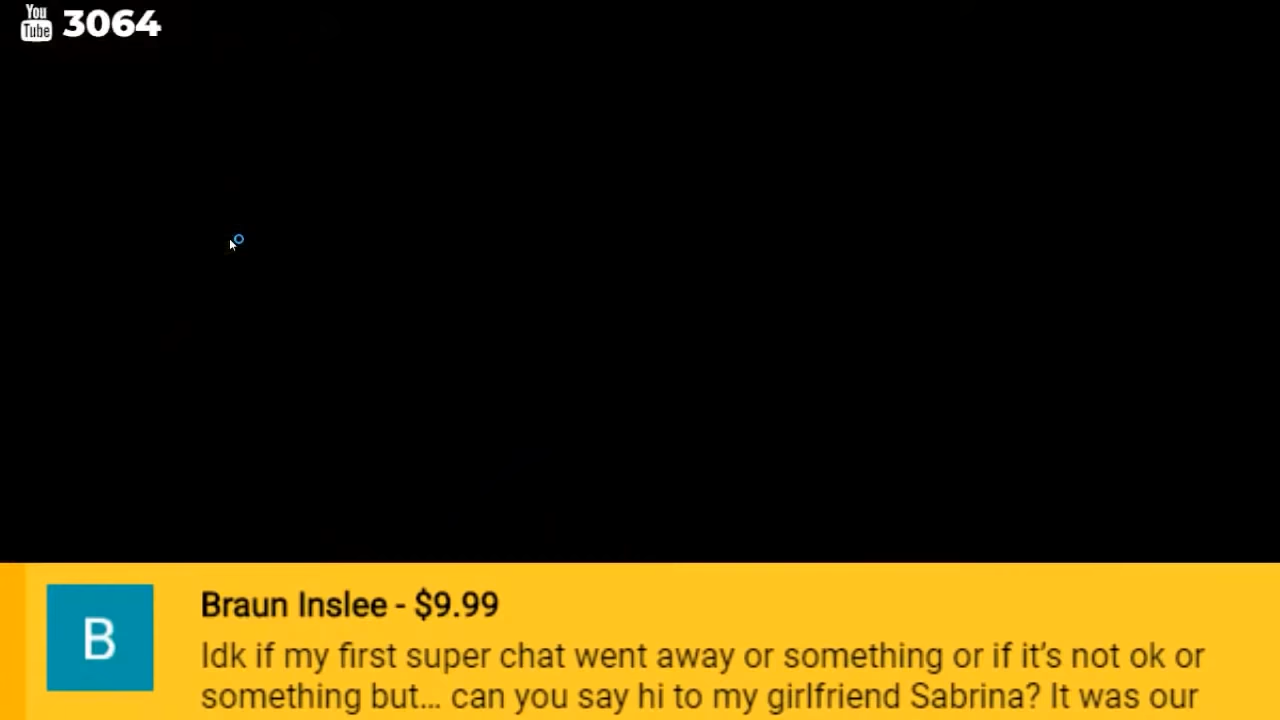 You
Tube 3064
B
Braun Inslee - $9.99
Idk if my first super chat went away or something or if it's not ok or
something but... can you say hi to my girlfriend Sabrina? It was our